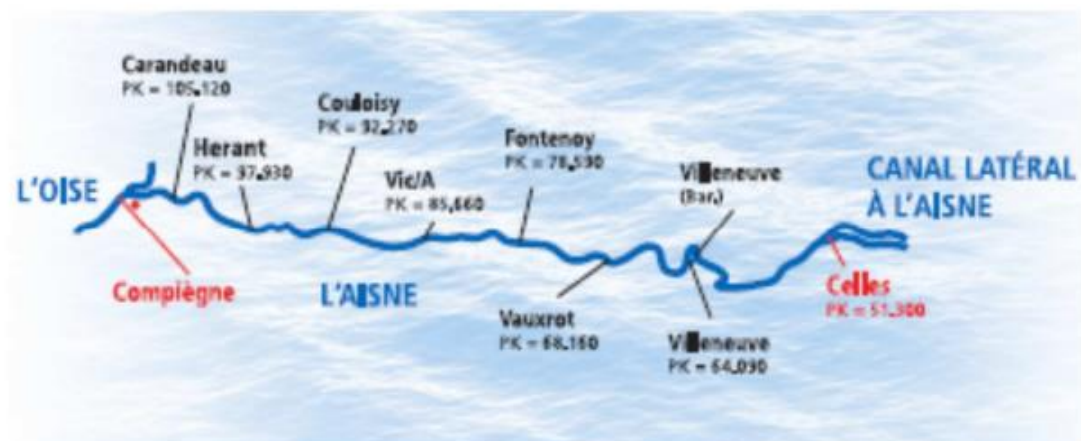 Carandeau
PK = 105.120
Couloisy
PK = 92.270
Herant
PK = 97.930
Fontenoy
PK = 78.590
Villeneuve
(Bar.)
CANAL LATÉRAL
À L'AISNE
L'OISE
Vic/A
PK = 85.660
Compiègne
L'AISNE
Celles
PK = 51.300
Vauxrot
PK = 68.160
Villeneuve
PK = 64.090